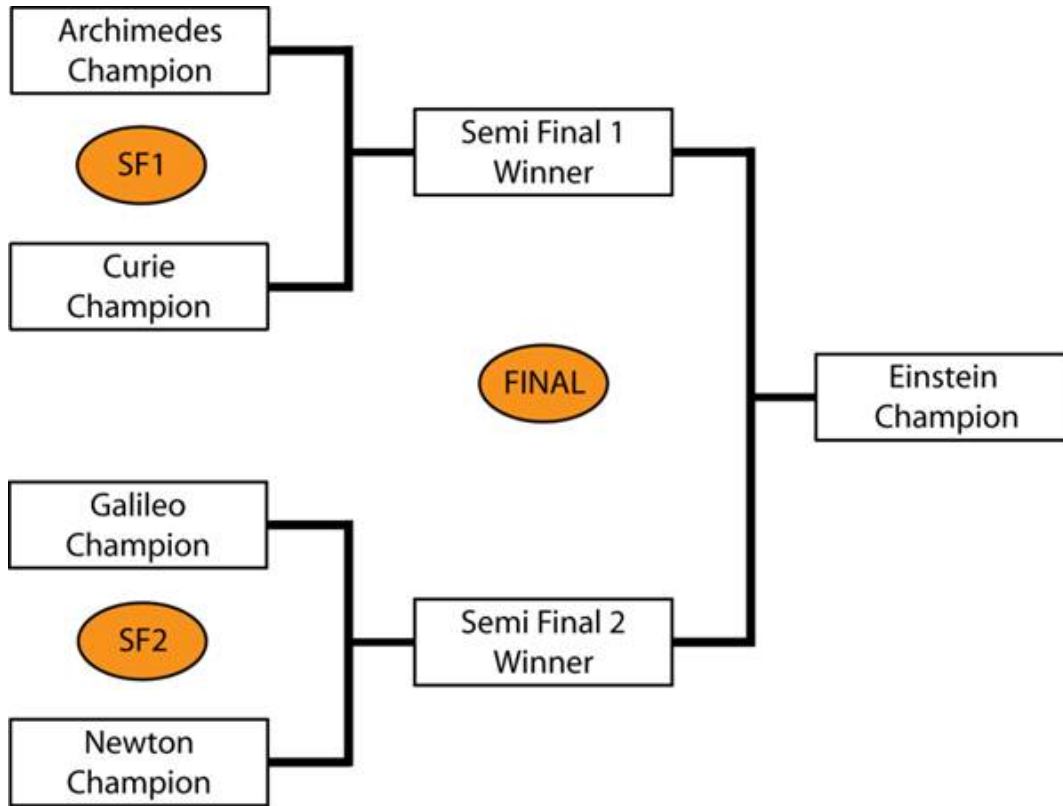 Archimedes
Champion
SF1
Curie
Champion
Semi Final 1
Winner
FINAL
Einstein
Champion
Galileo
Champion
SF2
Newton
Champion
Semi Final 2
Winner